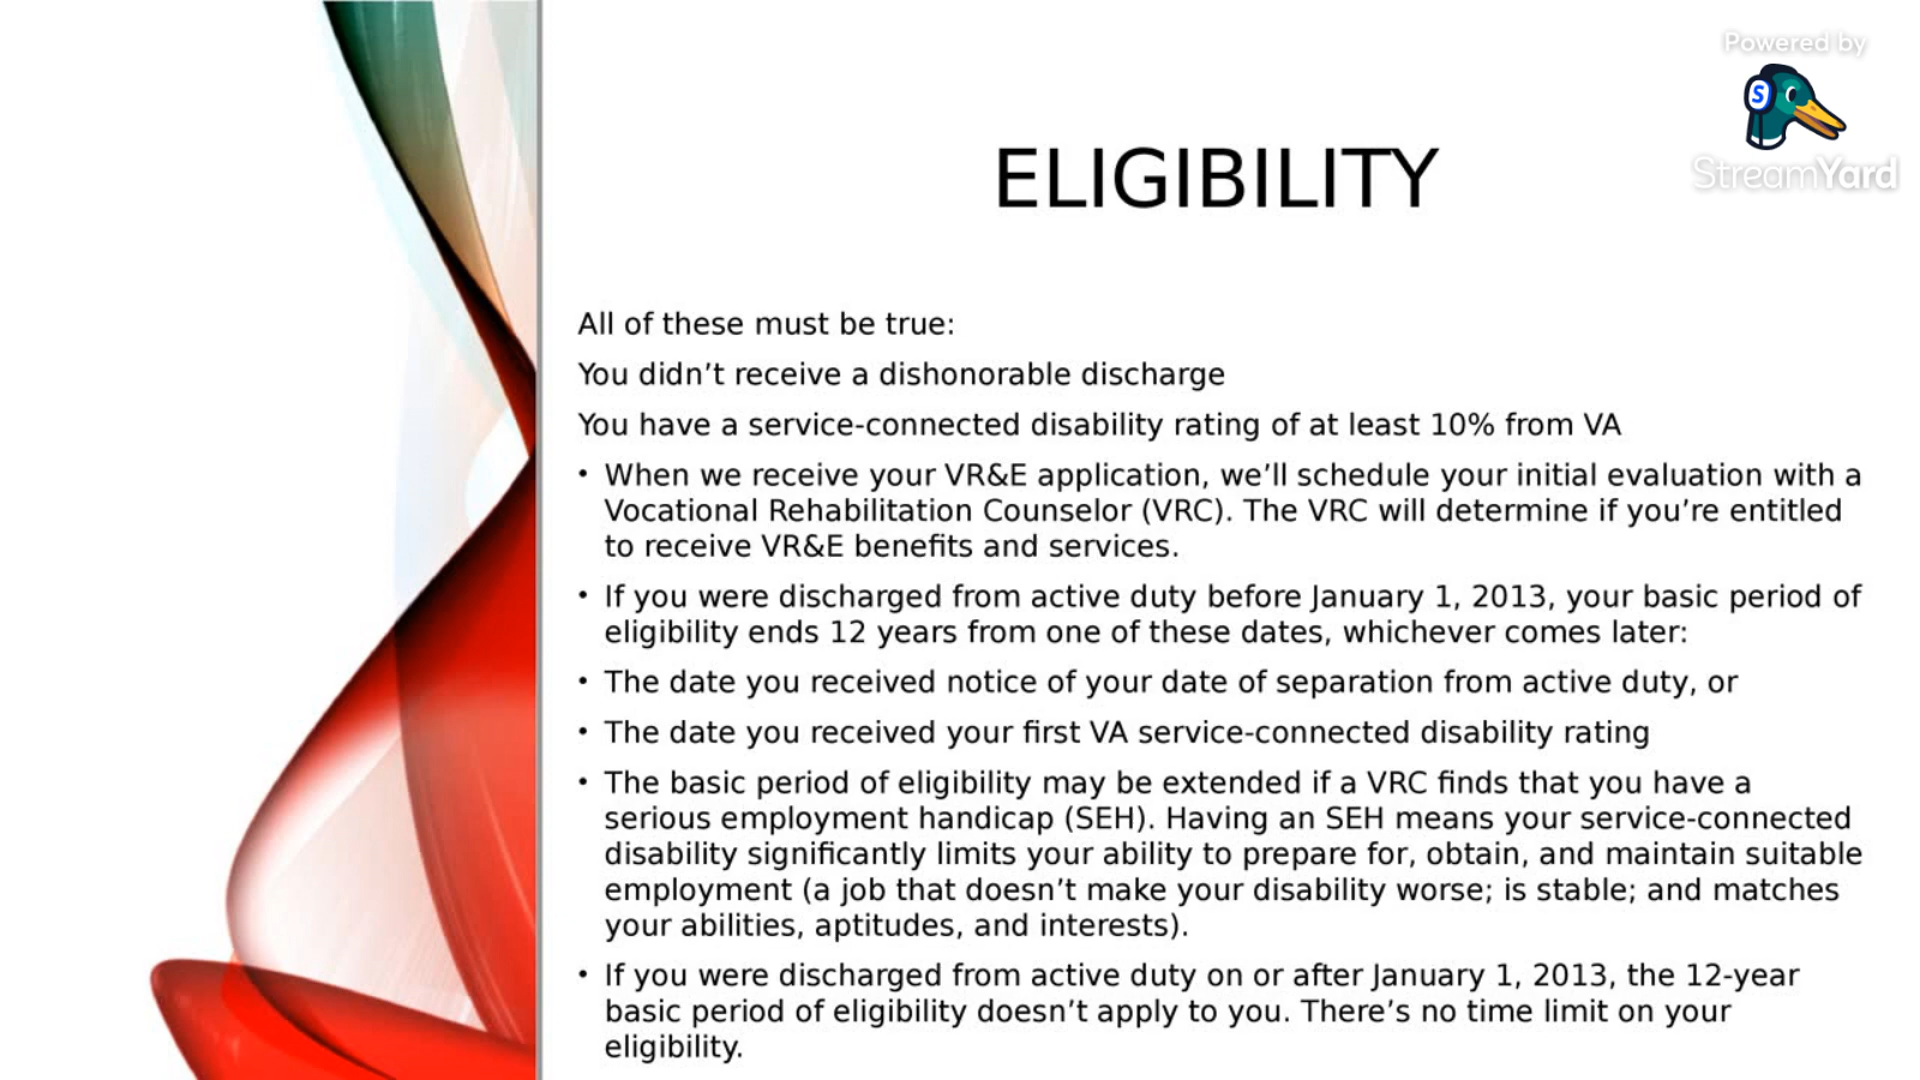 Powered by
S
StreamYard
ELIGIBILITY
All of these must be true:
You didn’t receive a dishonorable discharge
You have a service-connected disability rating of at least 10% from VA
• When we receive your VR&E application, we’ll schedule your initial evaluation with a
Vocational Rehabilitation Counselor (VRC). The VRC will determine if you’re entitled
to receive VR&E benefits and services.
• If you were discharged from active duty before January 1, 2013, your basic period of
eligibility ends 12 years from one of these dates, whichever comes later:
• The date you received notice of your date of separation from active duty, or
• The date you received your first VA service-connected disability rating
• The basic period of eligibility may be extended if a VRC finds that you have a
serious employment handicap (SEH). Having an SEH means your service-connected
disability significantly limits your ability to prepare for, obtain, and maintain suitable
employment (a job that doesn’t make your disability worse; is stable; and matches
your abilities, aptitudes, and interests).
• If you were discharged from active duty on or after January 1, 2013, the 12-year
basic period of eligibility doesn’t apply to you. There’s no time limit on your
eligibility.